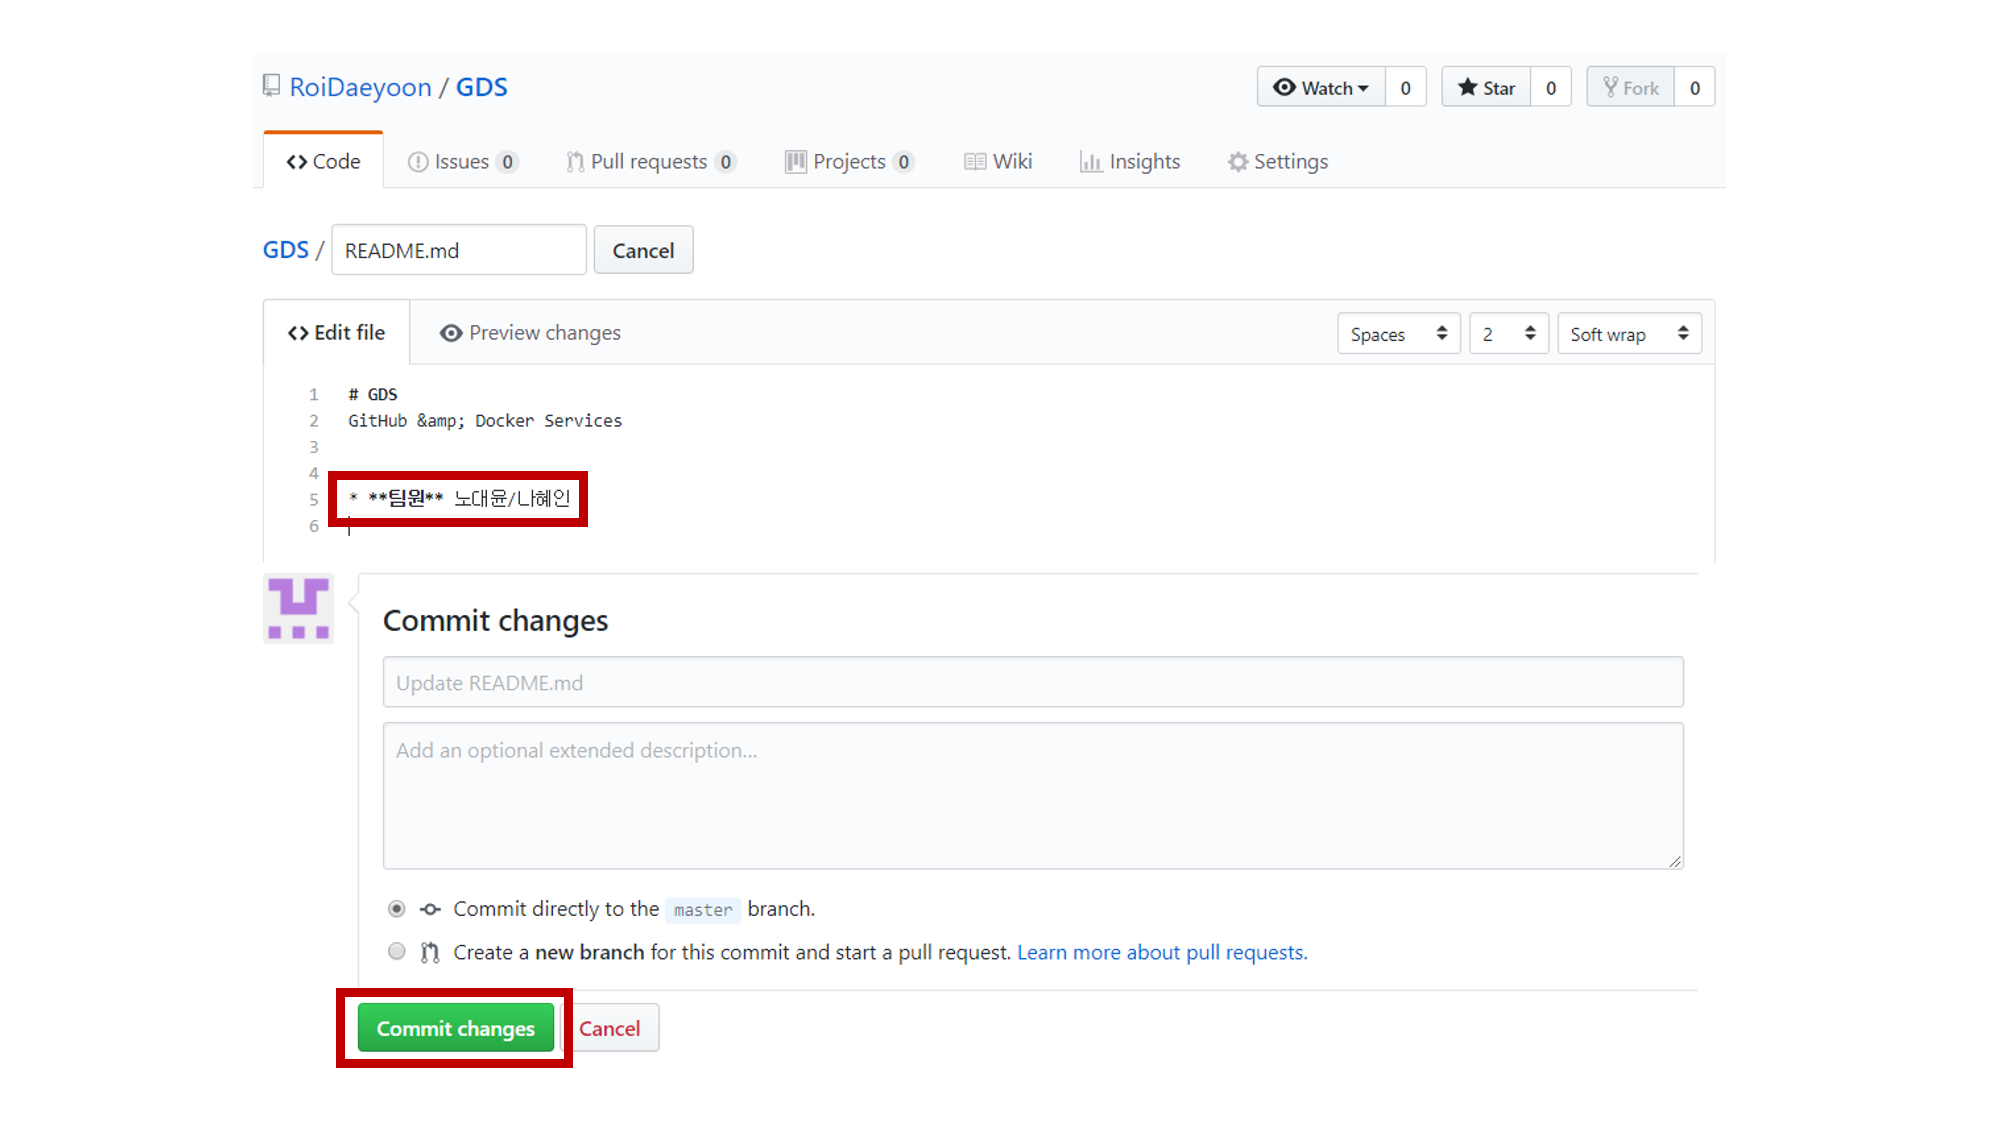 RoiDaeyoon / GDS
Watch 0 Star 0 Fork 0
Code Issues 0 Pull requests 0 Projects 0 Wiki Insights Settings
GDS / README.md Cancel
Edit file Preview changes Spaces 2 Soft wrap
1 # GDS
2 GitHub &amp; Docker Services
3
4
5 * **팀원** 노대윤/나혜인
6
Commit changes
Update README.md
Add an optional extended description...
Commit directly to the master branch.
Create a new branch for this commit and start a pull request. Learn more about pull requests.
Commit changes Cancel